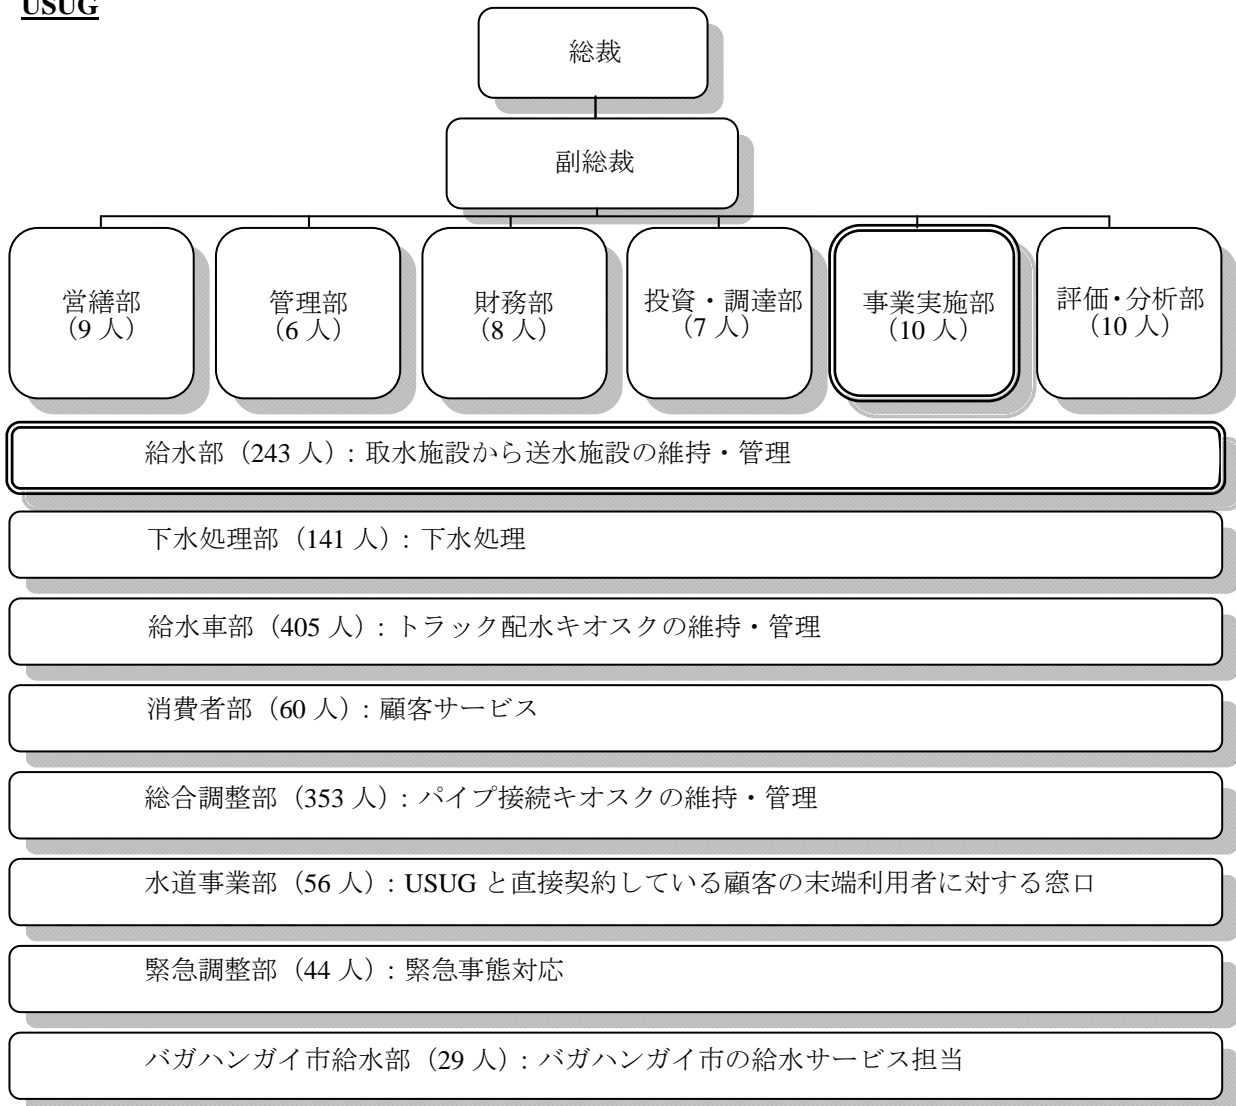 USUG
総裁
副総裁
営繕部
（9 人）
管理部
（6 人）
財務部
（8 人）
投資・調達部
（7 人）
事業実施部
（10 人）
評価・分析部
（10 人）
給水部（243 人）: 取水施設から送水施設の維持・管理
下水処理部（141 人）: 下水処理
給水車部（405 人）: トラック配水キオスクの維持・管理
消費者部（60 人）: 顧客サービス
総合調整部（353 人）: パイプ接続キオスクの維持・管理
水道事業部（56 人）: USUG と直接契約している顧客の末端利用者に対する窓口
緊急調整部（44 人）: 緊急事態対応
バガハンガイ市給水部（29 人）: バガハンガイ市の給水サービス担当